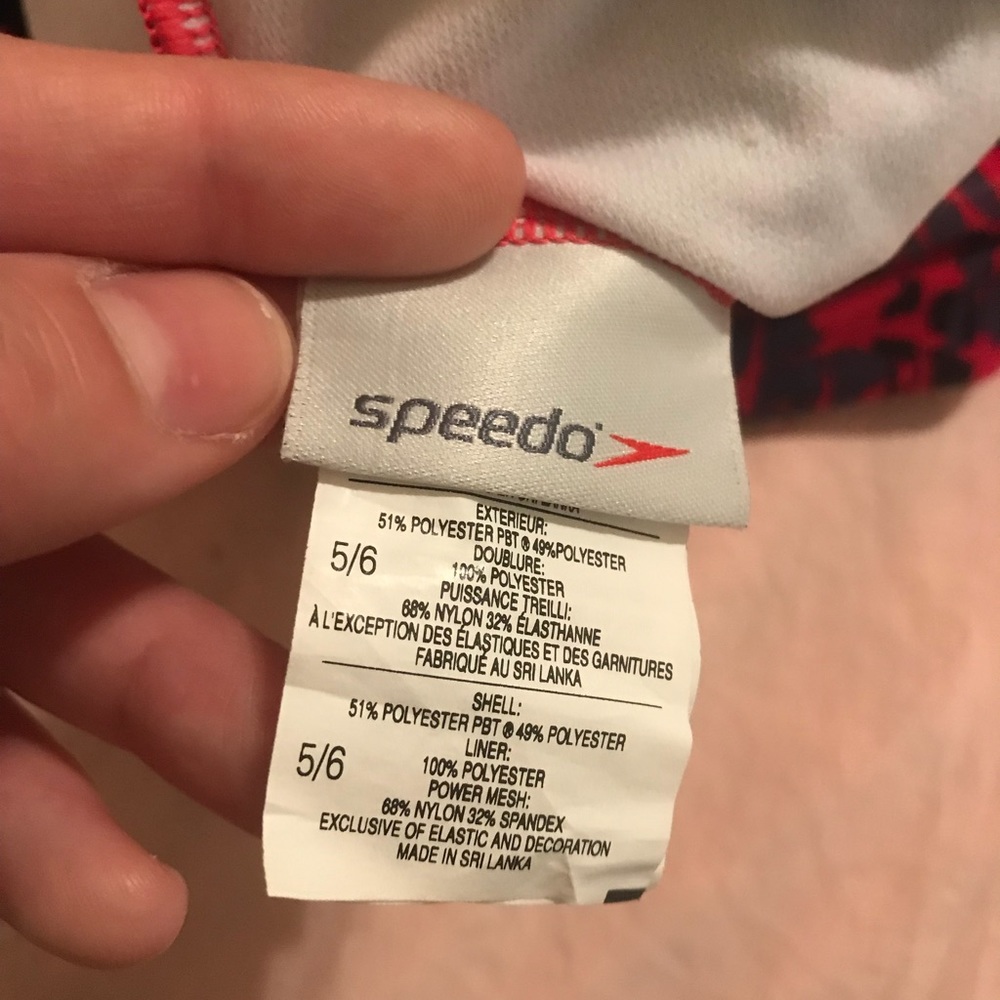 speedo
EXTERIEUR:
51% POLYESTER PBT ® 49%POLYESTER
DOUBLURE:
5/6
100% POLYESTER
PUISSANCE TREILLI:
68% NYLON 32% ÉLASTHANNE
À L'EXCEPTION DES ÉLASTIQUES ET DES GARNITURES
FABRIQUÉ AU SRI LANKA
SHELL:
51% POLYESTER PBT ® 49% POLYESTER
LINER:
5/6
100% POLYESTER
POWER MESH:
68% NYLON 32% SPANDEX
EXCLUSIVE OF ELASTIC AND DECORATION
MADE IN SRI LANKA